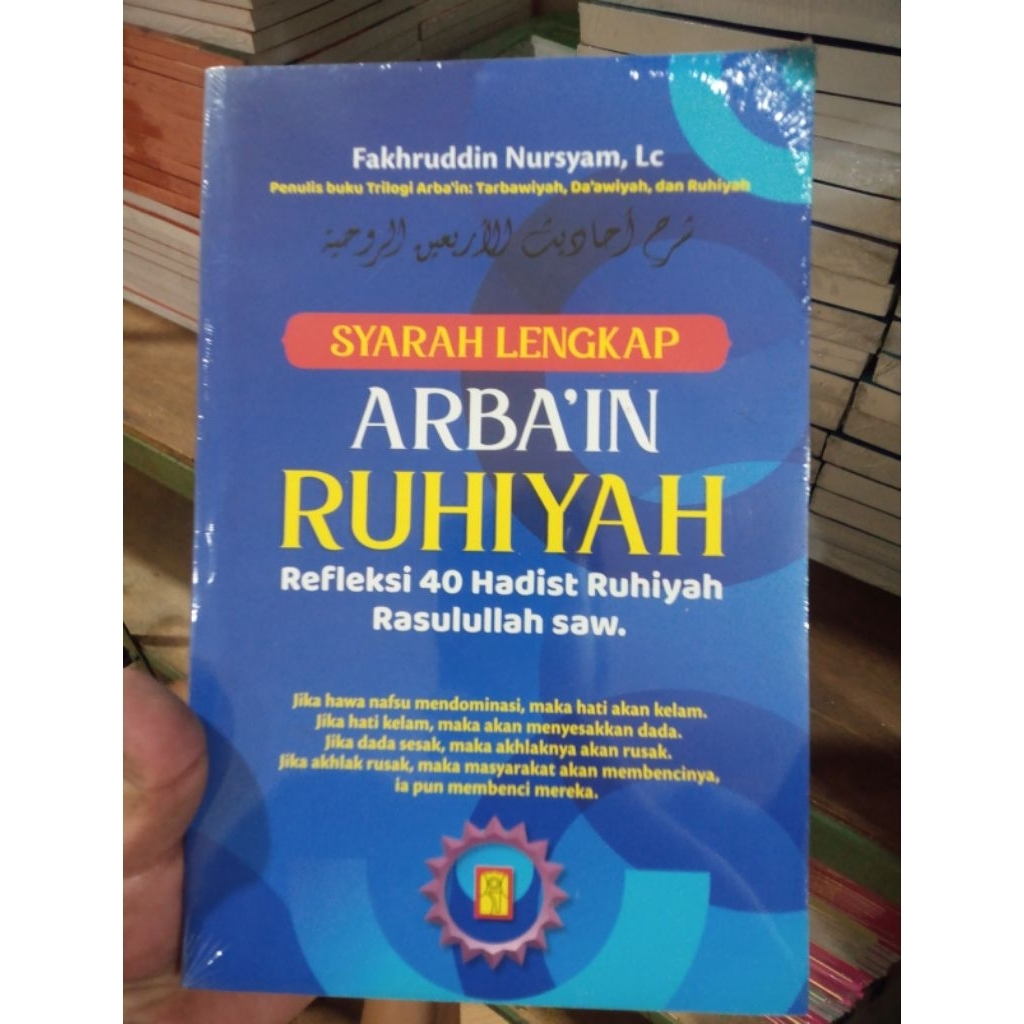 Fakhruddin Nursyam, Lc
Penulis buku Trilogi Arba'in: Tarbawiyah, Da'awiyah, dan Ruhiyah
شرح أحاديث الأربعين الروحية
SYARAH LENGKAP
ARBA'IN
RUHIYAH
Refleksi 40 Hadist Ruhiyah
Rasulullah saw.
Jika hawa nafsu mendominasi, maka hati akan kelam.
Jika hati kelam, maka akan menyesakkan dada.
Jika dada sesak, maka akhlaknya akan rusak.
Jika akhlak rusak, maka masyarakat akan membencinya,
ia pun membenci mereka.